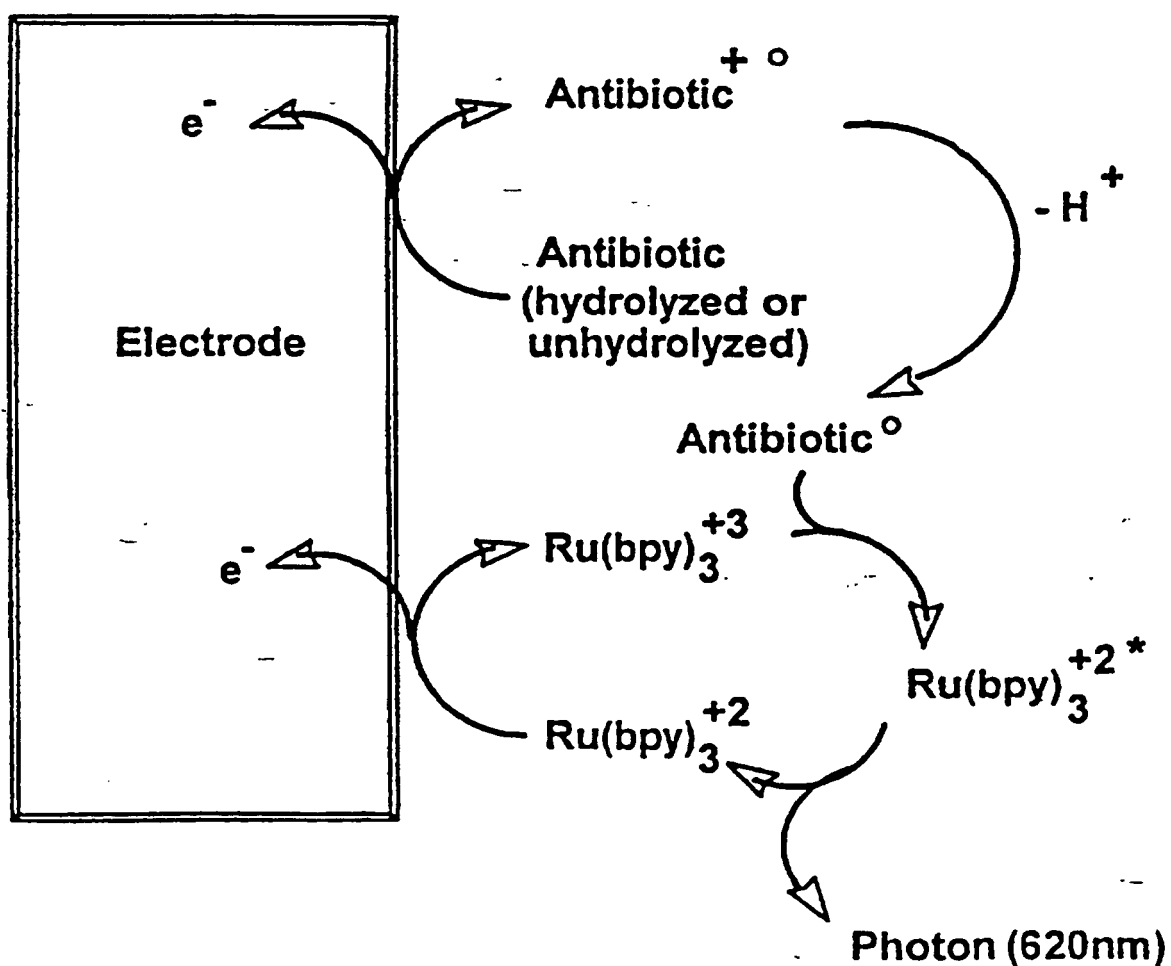 Antibiotic+ °
e-
- H+
Antibiotic
(hydrolyzed or
unhydrolyzed)
Electrode
Antibiotic°
Ru(bpy)3+3
e-
Ru(bpy)3+2*
Ru(bpy)3+2
Photon (620nm)